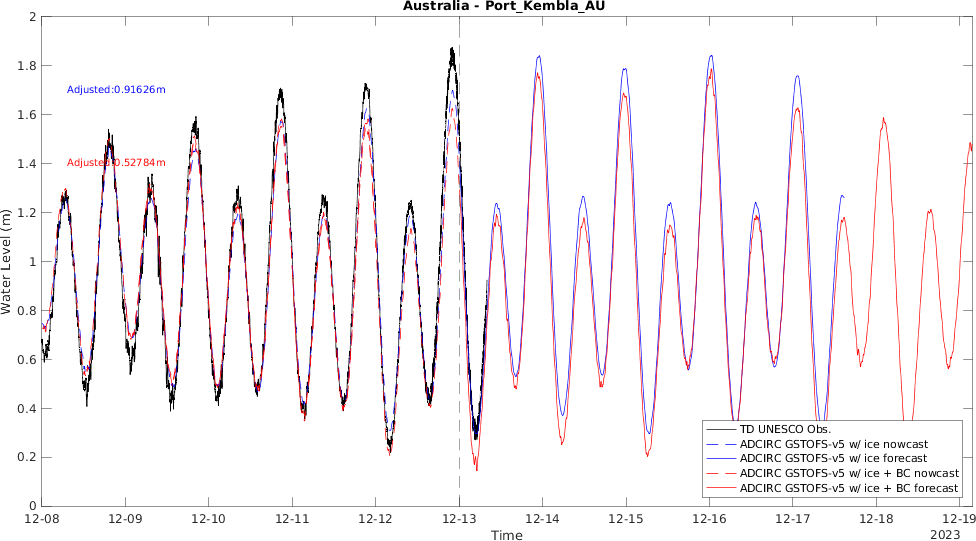 Australia - Port_Kembla_AU
2
1.8
1.6
1.4
1.2
1
0.8
0.6
0.4
0.2
0
Water Level (m)
Adjusted:0.91626m
Adjusted:0.52784m
TD UNESCO Obs.
ADCIRC GSTOFS-v5 w/ ice nowcast
ADCIRC GSTOFS-v5 w/ ice forecast
ADCIRC GSTOFS-v5 w/ ice + BC nowcast
ADCIRC GSTOFS-v5 w/ ice + BC forecast
12-08 12-09 12-10 12-11 12-12 12-13 12-14 12-15 12-16 12-17 12-18 12-19
Time
2023